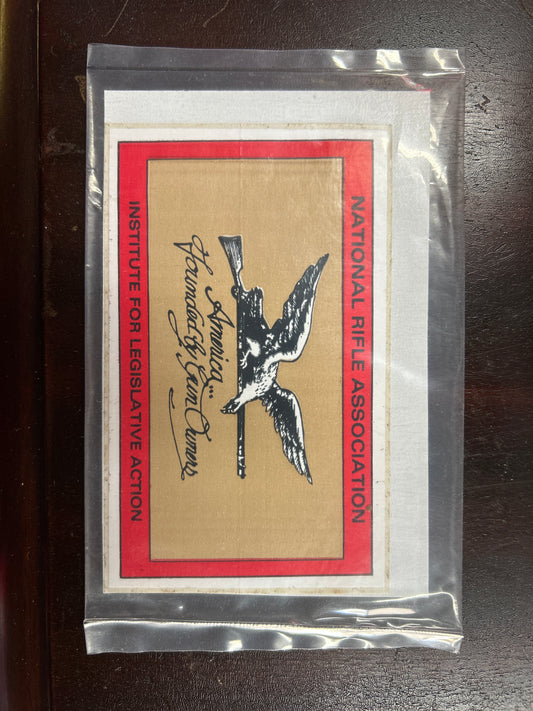 NATIONAL RIFLE ASSOCIATION
America...
Founded by Gun Owners
INSTITUTE FOR LEGISLATIVE ACTION